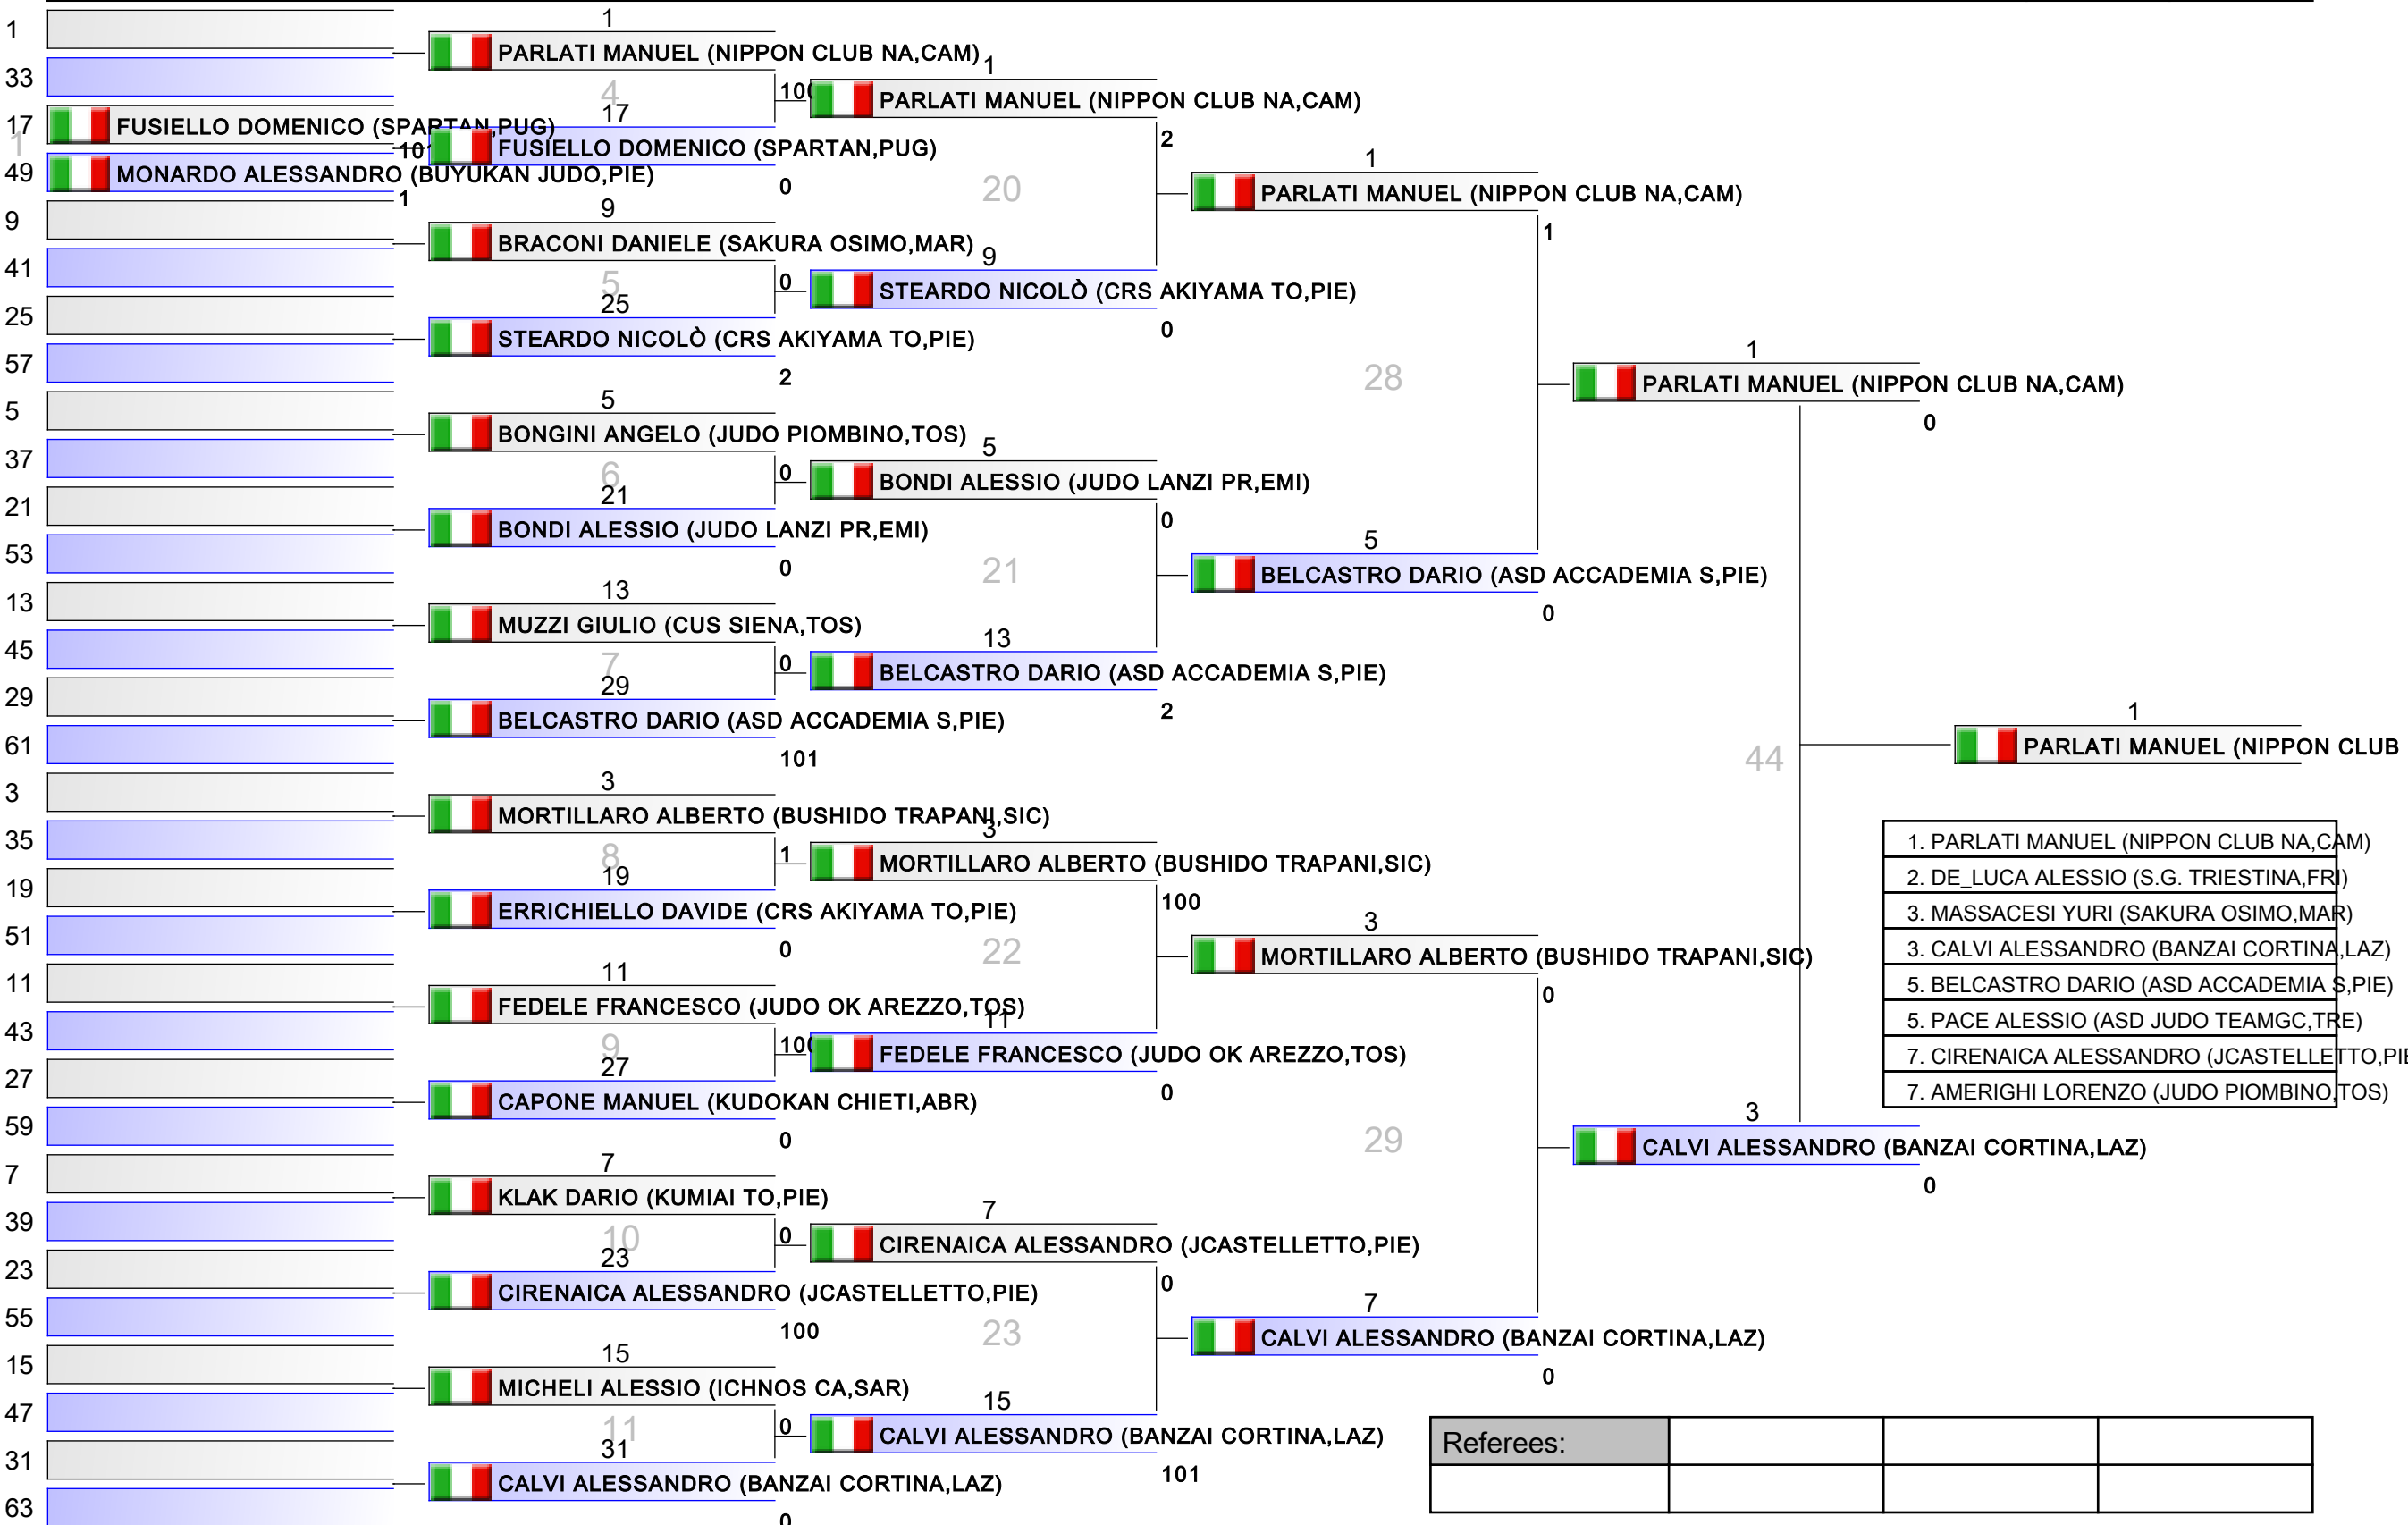 1
1
PARLATI MANUEL (NIPPON CLUB NA,CAM)
1
33
4
100
PARLATI MANUEL (NIPPON CLUB NA,CAM)
17
FUSIELLO DOMENICO (SPARTAN,PUG)
17
2
1
101
FUSIELLO DOMENICO (SPARTAN,PUG)
1
49
MONARDO ALESSANDRO (BUYUKAN JUDO,PIE)
0
20
PARLATI MANUEL (NIPPON CLUB NA,CAM)
1
9
9
1
BRACONI DANIELE (SAKURA OSIMO,MAR)
9
41
5
0
STEARDO NICOLÒ (CRS AKIYAMA TO,PIE)
25
25
0
STEARDO NICOLÒ (CRS AKIYAMA TO,PIE)
1
57
2
28
PARLATI MANUEL (NIPPON CLUB NA,CAM)
5
5
0
BONGINI ANGELO (JUDO PIOMBINO,TOS)
5
37
6
0
BONDI ALESSIO (JUDO LANZI PR,EMI)
21
21
0
BONDI ALESSIO (JUDO LANZI PR,EMI)
5
53
0
21
BELCASTRO DARIO (ASD ACCADEMIA S,PIE)
13
13
0
MUZZI GIULIO (CUS SIENA,TOS)
13
45
7
0
BELCASTRO DARIO (ASD ACCADEMIA S,PIE)
29
29
2
BELCASTRO DARIO (ASD ACCADEMIA S,PIE)
1
61
101
44
PARLATI MANUEL (NIPPON CLUB
3
3
MORTILLARO ALBERTO (BUSHIDO TRAPANI,SIC)
3
35
8
1
MORTILLARO ALBERTO (BUSHIDO TRAPANI,SIC)
1. PARLATI MANUEL (NIPPON CLUB NA,CAM)
19
19
100
2. DE_LUCA ALESSIO (S.G. TRIESTINA,FRI)
ERRICHIELLO DAVIDE (CRS AKIYAMA TO,PIE)
3
3. MASSACESI YURI (SAKURA OSIMO,MAR)
51
0
22
MORTILLARO ALBERTO (BUSHIDO TRAPANI,SIC)
3. CALVI ALESSANDRO (BANZAI CORTINA,LAZ)
11
11
0
5. BELCASTRO DARIO (ASD ACCADEMIA S,PIE)
FEDELE FRANCESCO (JUDO OK AREZZO,TOS)
11
5. PACE ALESSIO (ASD JUDO TEAMGC,TRE)
43
9
100
FEDELE FRANCESCO (JUDO OK AREZZO,TOS)
7. CIRENAICA ALESSANDRO (JCASTELLETTO,PIE
27
27
0
7. AMERIGHI LORENZO (JUDO PIOMBINO,TOS)
CAPONE MANUEL (KUDOKAN CHIETI,ABR)
3
59
0
29
CALVI ALESSANDRO (BANZAI CORTINA,LAZ)
7
7
0
KLAK DARIO (KUMIAI TO,PIE)
7
39
10
0
CIRENAICA ALESSANDRO (JCASTELLETTO,PIE)
23
23
0
CIRENAICA ALESSANDRO (JCASTELLETTO,PIE)
7
55
100
23
CALVI ALESSANDRO (BANZAI CORTINA,LAZ)
15
15
0
MICHELI ALESSIO (ICHNOS CA,SAR)
15
47
11
0
CALVI ALESSANDRO (BANZAI CORTINA,LAZ)
Referees:
31
31
101
CALVI ALESSANDRO (BANZAI CORTINA,LAZ)
63
0